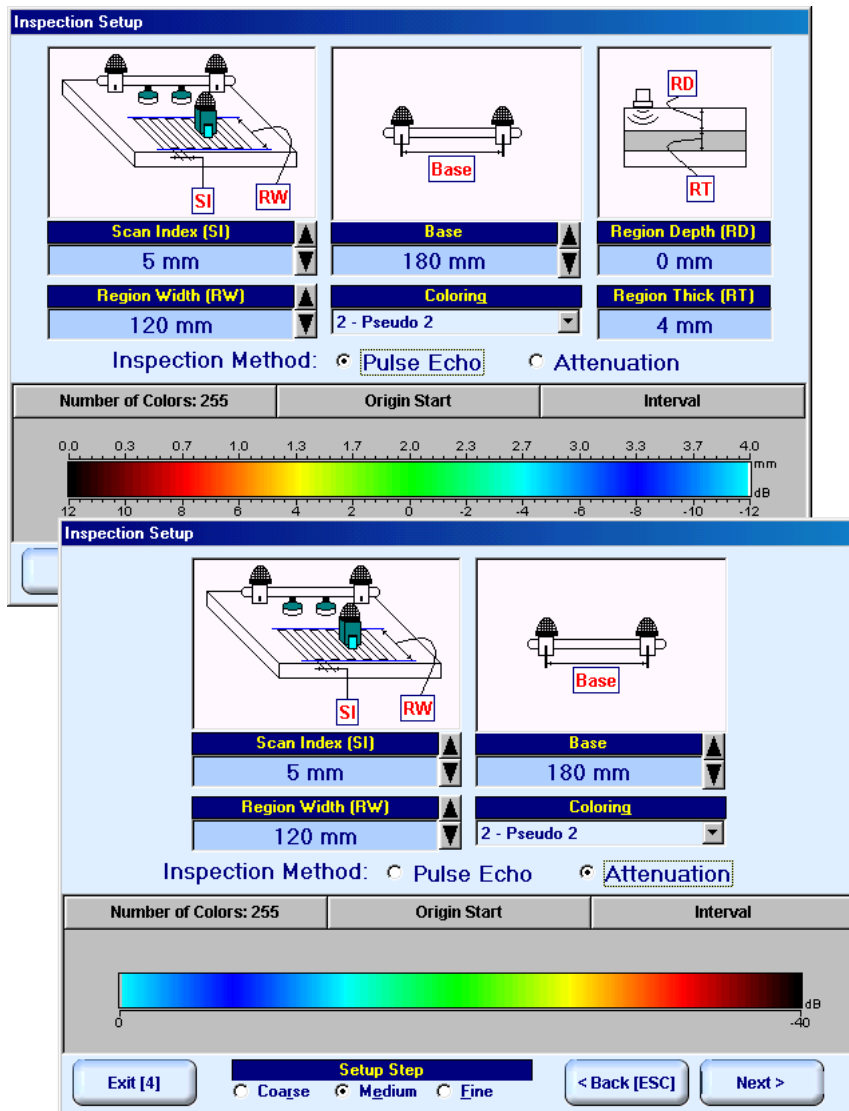 Inspection Setup
RD
Base
RT
SI
RW
Scan Index (SI)
Base
Region Depth (RD)
5 mm
180 mm
0 mm
Region Width (RW)
Coloring
Region Thick (RT)
120 mm
2 - Pseudo 2
4 mm
Inspection Method: Pulse Echo Attenuation
Number of Colors: 255
Origin Start
Interval
0.0 0.3 0.7 1.0 1.3 1.7 2.0 2.3 2.7 3.0 3.3 3.7 4.0
mm
dB
12 10 8 6 4 2 0 -2 -4 -6 -8 -10 -12
Inspection Setup
Base
SI
RW
Scan Index (SI)
Base
5 mm
180 mm
Region Width (RW)
Coloring
120 mm
2 - Pseudo 2
Inspection Method: Pulse Echo Attenuation
Number of Colors: 255
Origin Start
Interval
dB
0 -40
Exit [4]
Setup Step
Coarse Medium Fine
< Back [ESC]
Next >